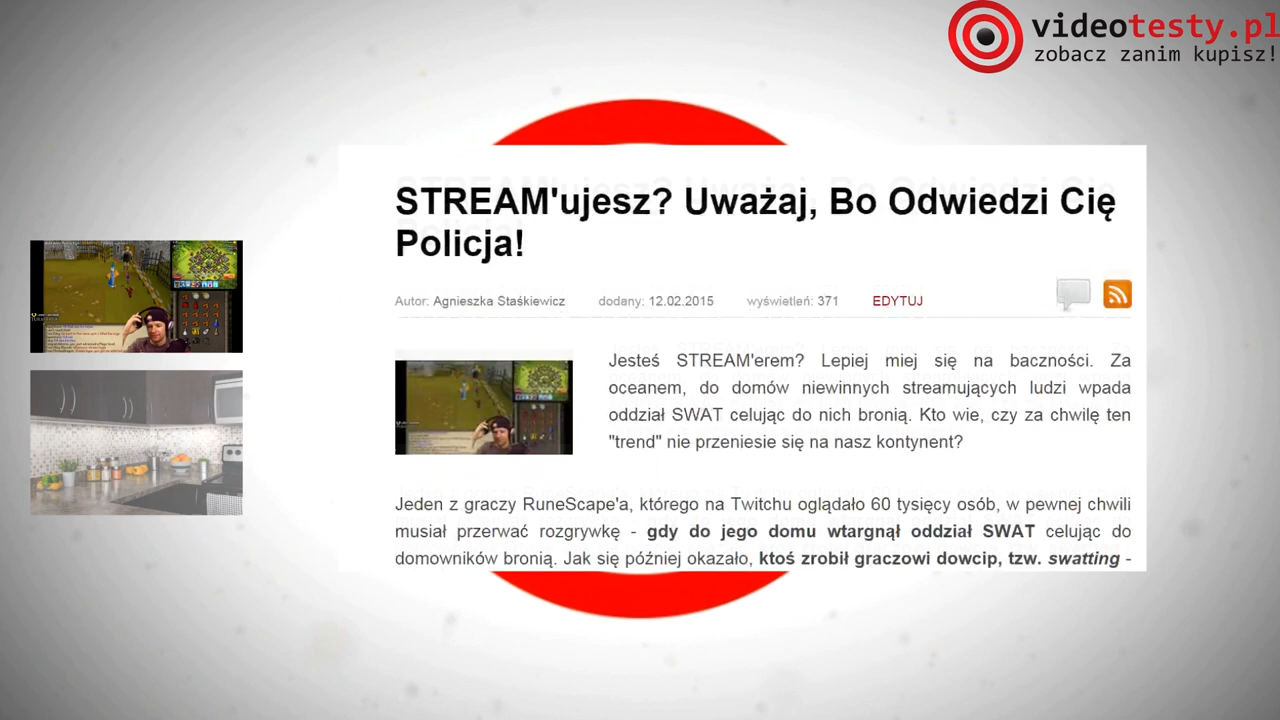 videotesty.pl
zobacz zanim kupisz!
STREAM'ujesz? Uważaj, Bo Odwiedzi Cię
Policja!
Autor: Agnieszka Staśkiewicz dodany: 12.02.2015 wyświetleń: 371 EDYTUJ
Jesteś STREAM'erem? Lepiej miej się na baczności. Za
oceanem, do domów niewinnych streamujących ludzi wpada
oddział SWAT celując do nich bronią. Kto wie, czy za chwilę ten
"trend" nie przeniesie się na nasz kontynent?
Jeden z graczy RuneScape'a, którego na Twitchu oglądało 60 tysięcy osób, w pewnej chwili
musiał przerwać rozgrywkę - gdy do jego domu wtargnął oddział SWAT celując do
domowników bronią. Jak się później okazało, ktoś zrobił graczowi dowcip, tzw. swatting -